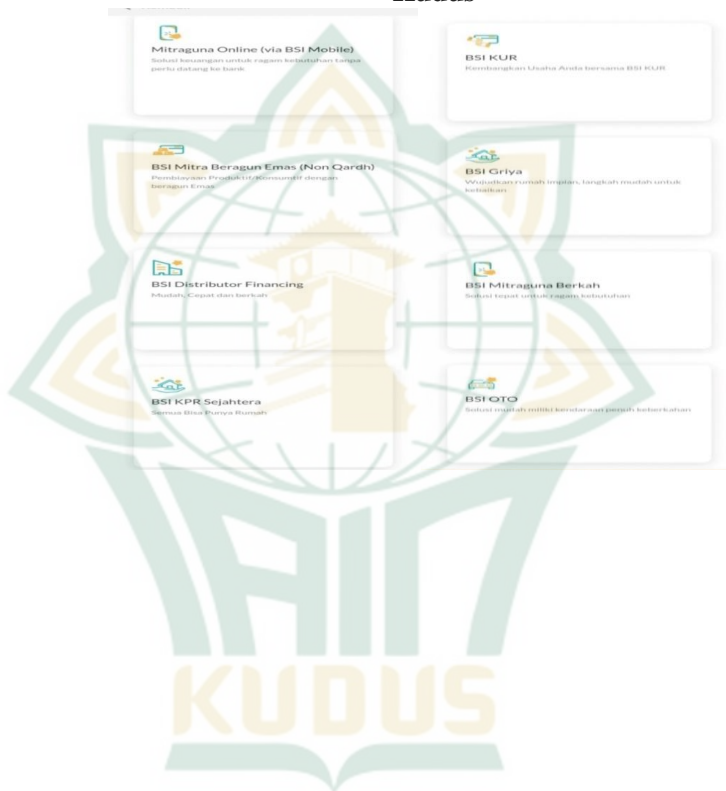 Mitraguna Online (via BSI Mobile)
Solusi keuangan untuk ragam kebutuhan tanpa
perlu datang ke bank
BSI KUR
Kembangkan Usaha Anda bersama BSI KUR
BSI Mitra Beragun Emas (Non Qardh)
Pembiayaan Produktif/Konsumtif dengan
beragun Emas
BSI Griya
Wujudkan rumah impian, langkah mudah untuk
kebaikan
BSI Distributor Financing
Mudah, Cepat dan berkah
BSI Mitraguna Berkah
Solusi tepat untuk ragam kebutuhan
BSI KPR Sejahtera
Semua Bisa Punya Rumah
BSI OTO
Solusi mudah miliki kendaraan penuh keberkahan
IAIN
KUDUS